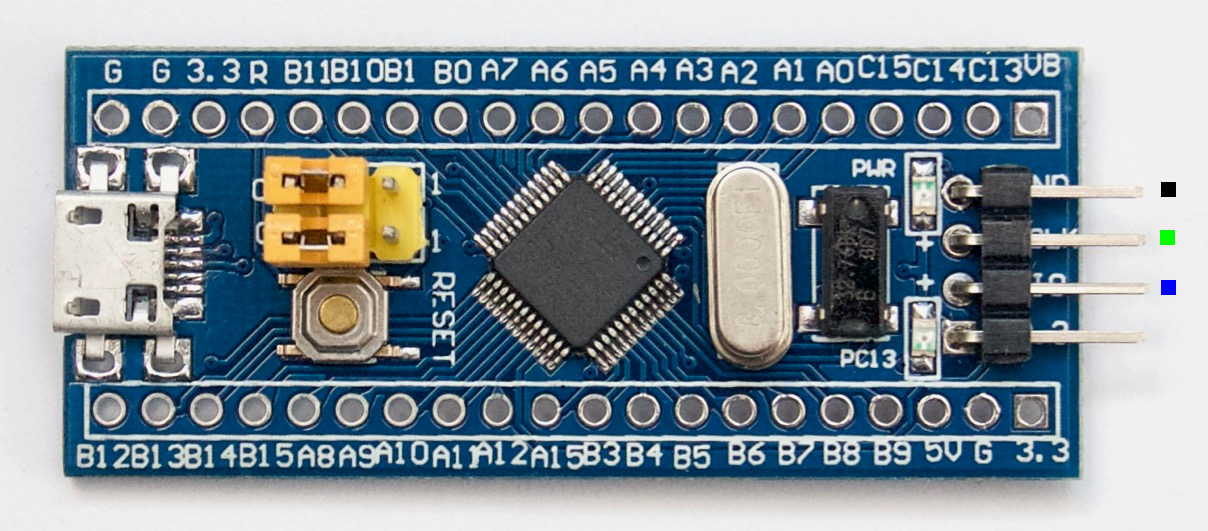 G G 3.3 R B11 B10 B1 B0 A7 A6 A5 A4 A3 A2 A1 A0 C15 C14 C13 VB
PWR
1
1
RESET
PC13
B12 B13 B14 B15 A8 A9 A10 A11 A12 A15 B3 B4 B5 B6 B7 B8 B9 5V G 3.3